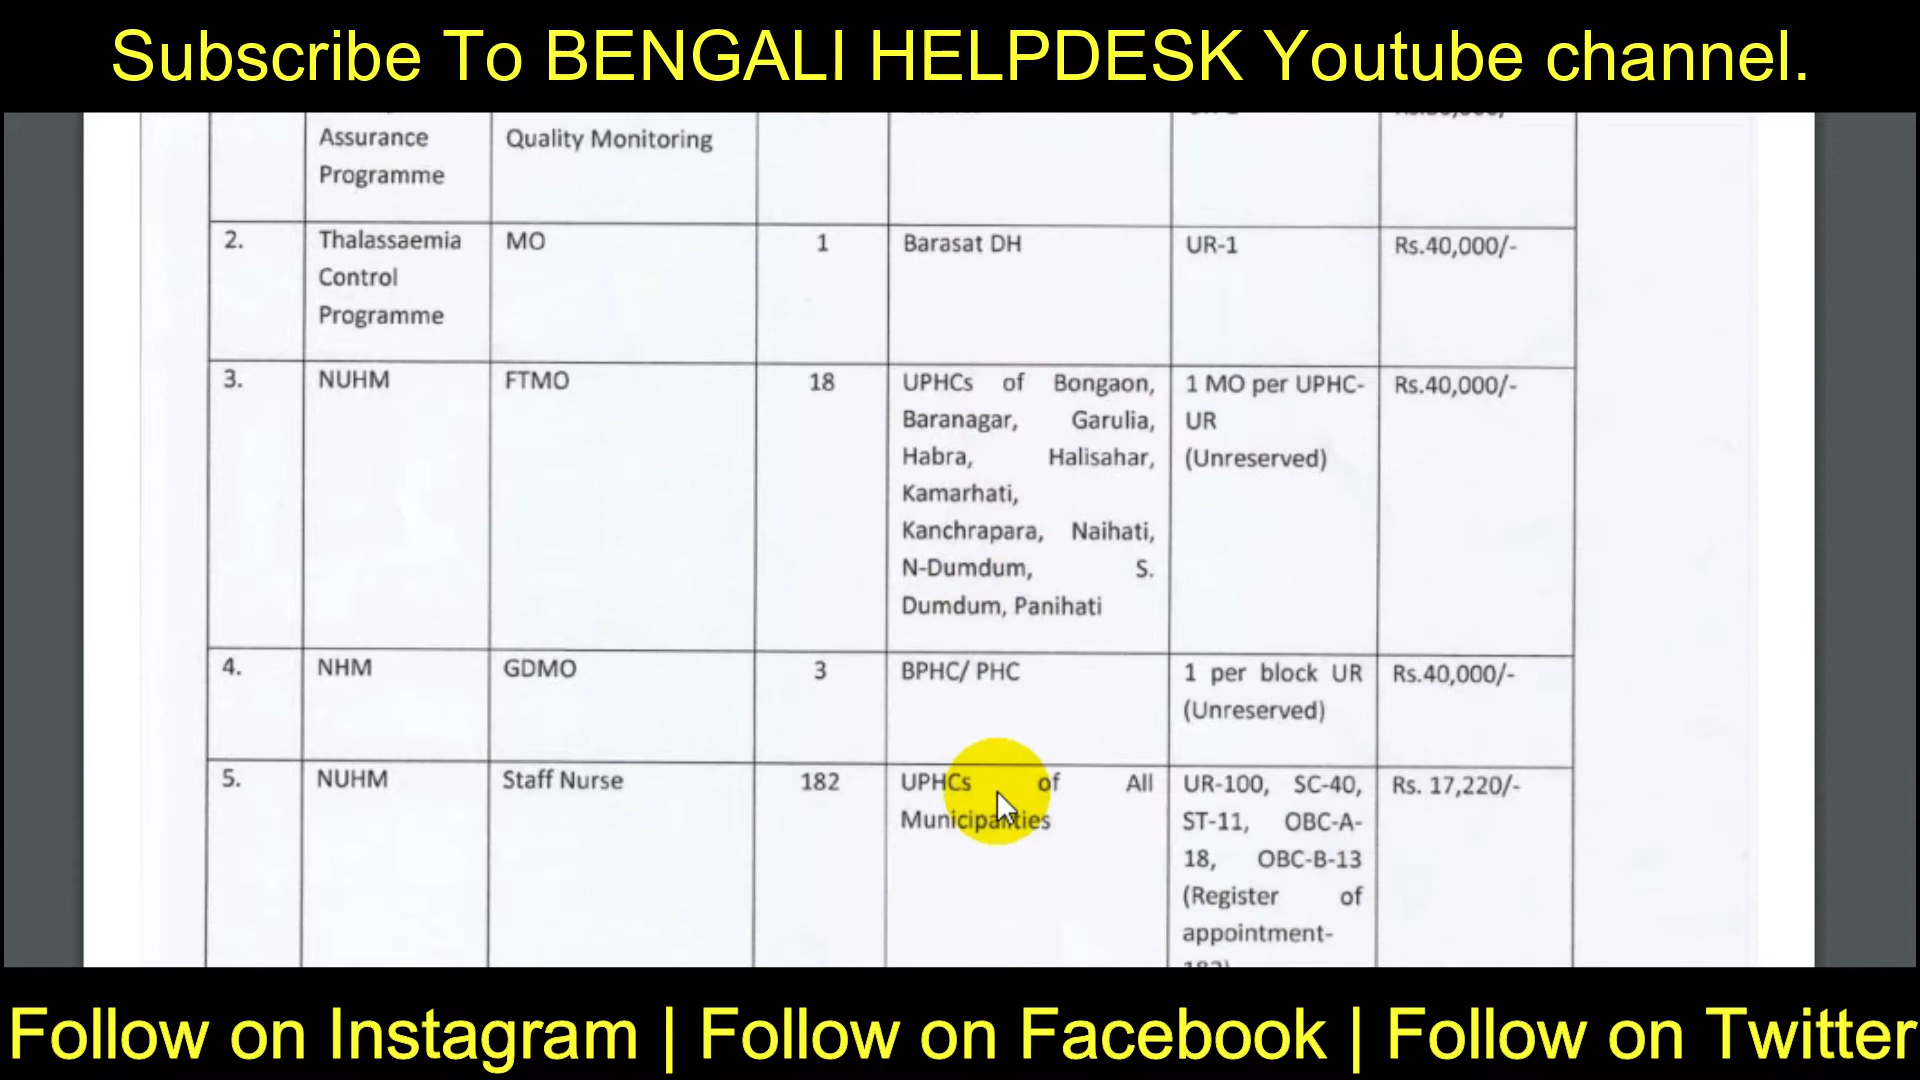 Subscribe To BENGALI HELPDESK Youtube channel.
Assurance
Programme
Quality Monitoring
2.
Thalassaemia
Control
Programme
MO
1
Barasat DH
UR-1
Rs.40,000/-
3.
NUHM
FTMO
18
UPHCs of Bongaon,
Baranagar, Garulia,
Habra, Halisahar,
Kamarhati,
Kanchrapara, Naihati,
N-Dumdum, S.
Dumdum, Panihati
1 MO per UPHC-
UR
(Unreserved)
Rs.40,000/-
4.
NHM
GDMO
3
BPHC/ PHC
1 per block UR
(Unreserved)
Rs.40,000/-
5.
NUHM
Staff Nurse
182
UPHCs of All
Municipalities
UR-100, SC-40,
ST-11, OBC-A-
18, OBC-B-13
(Register of
appointment-
Rs. 17,220/-
Follow on Instagram | Follow on Facebook | Follow on Twitter